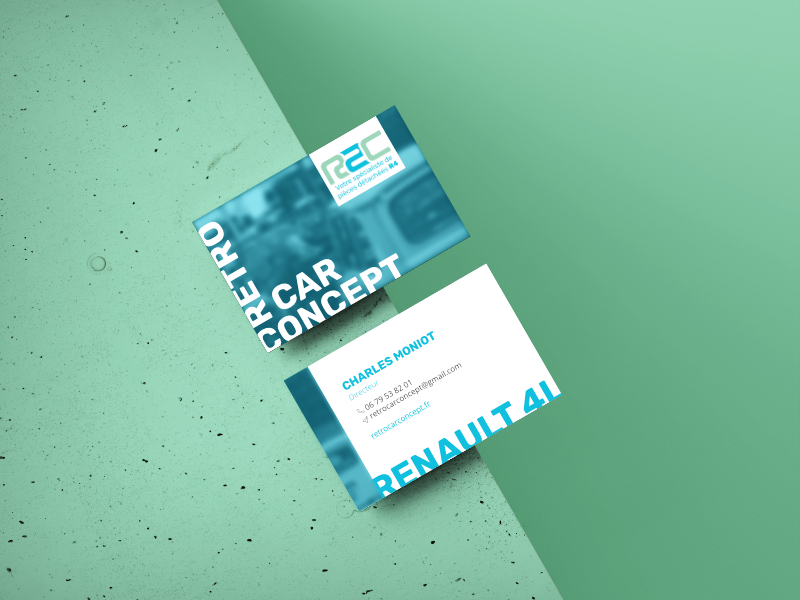 RCC
Votre spécialiste de
pièces détachées R4
RETRO
CAR
CONCEPT
CHARLES MONIOT
Directeur
06 79 53 82 01
retrocarconcept@gmail.com
retrocarconcept.fr
RENAULT 4L